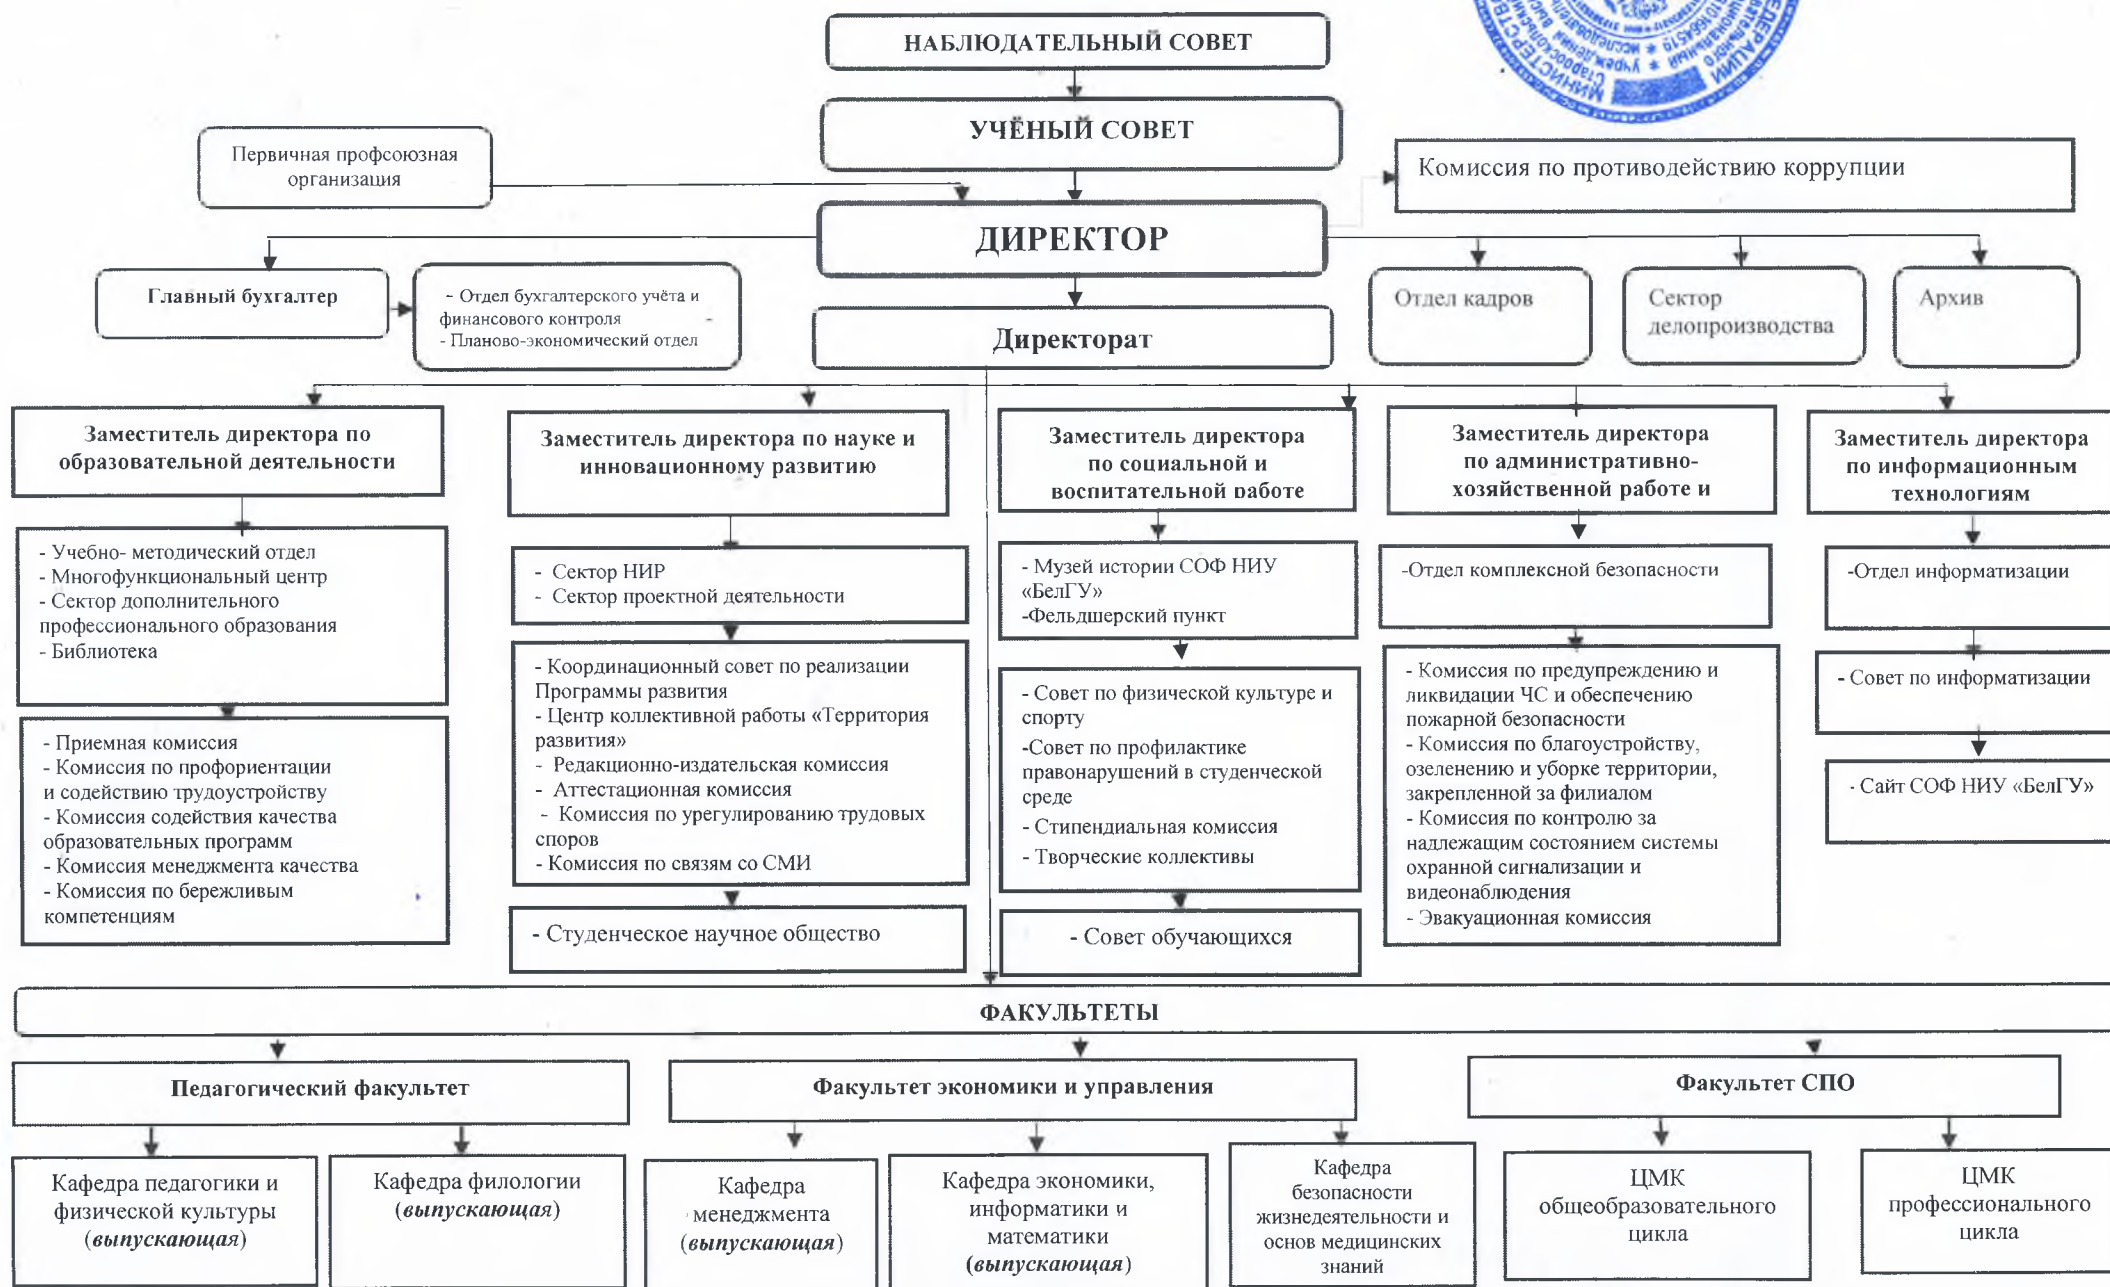 НАБЛЮДАТЕЛЬНЫЙ СОВЕТ
УЧЁНЫЙ СОВЕТ
Первичная профсоюзная
организация
Комиссия по противодействию коррупции
ДИРЕКТОР
Главный бухгалтер
- Отдел бухгалтерского учёта и
финансового контроля
- Планово-экономический отдел
Директорат
Отдел кадров
Сектор
делопроизводства
Архив
Заместитель директора по
образовательной деятельности
Заместитель директора по науке и
инновационному развитию
Заместитель директора
по социальной и
воспитательной работе
Заместитель директора
по административно-
хозяйственной работе и
Заместитель директора
по информационным
технологиям
- Учебно- методический отдел
- Многофункциональный центр
- Сектор дополнительного
профессионального образования
- Библиотека
- Сектор НИР
- Сектор проектной деятельности
- Музей истории СОФ НИУ
«БелГУ»
-Фельдшерский пункт
-Отдел комплексной безопасности
-Отдел информатизации
- Приемная комиссия
- Комиссия по профориентации
и содействию трудоустройству
- Комиссия содействия качества
образовательных программ
- Комиссия менеджмента качества
- Комиссия по бережливым
компетенциям
- Координационный совет по реализации
Программы развития
- Центр коллективной работы «Территория
развития»
- Редакционно-издательская комиссия
- Аттестационная комиссия
- Комиссия по урегулированию трудовых
споров
- Комиссия по связям со СМИ
- Совет по физической культуре и
спорту
-Совет по профилактике
правонарушений в студенческой
среде
- Стипендиальная комиссия
- Творческие коллективы
- Комиссия по предупреждению и
ликвидации ЧС и обеспечению
пожарной безопасности
- Комиссия по благоустройству,
озеленению и уборке территории,
закрепленной за филиалом
- Комиссия по контролю за
надлежащим состоянием системы
охранной сигнализации и
видеонаблюдения
- Эвакуационная комиссия
- Совет по информатизации
- Сайт СОФ НИУ «БелГУ»
- Студенческое научное общество
- Совет обучающихся
ФАКУЛЬТЕТЫ
Педагогический факультет
Факультет экономики и управления
Факультет СПО
Кафедра педагогики и
физической культуры
(выпускающая)
Кафедра филологии
(выпускающая)
Кафедра
менеджмента
(выпускающая)
Кафедра экономики,
информатики и
математики
(выпускающая)
Кафедра
безопасности
жизнедеятельности и
основ медицинских
знаний
ЦМК
общеобразовательного
цикла
ЦМК
профессионального
цикла